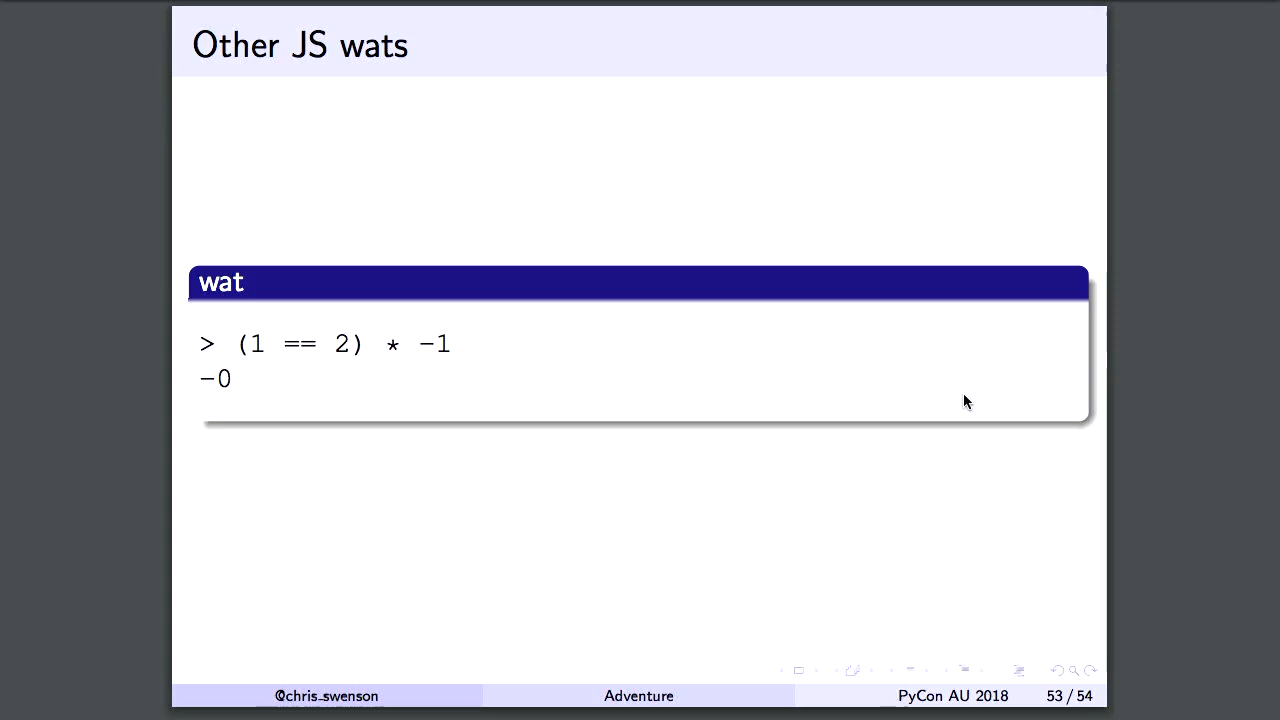 Other JS wats
wat
> (1 == 2) * -1
-0
@chris_swenson
Adventure
PyCon AU 2018
53 / 54